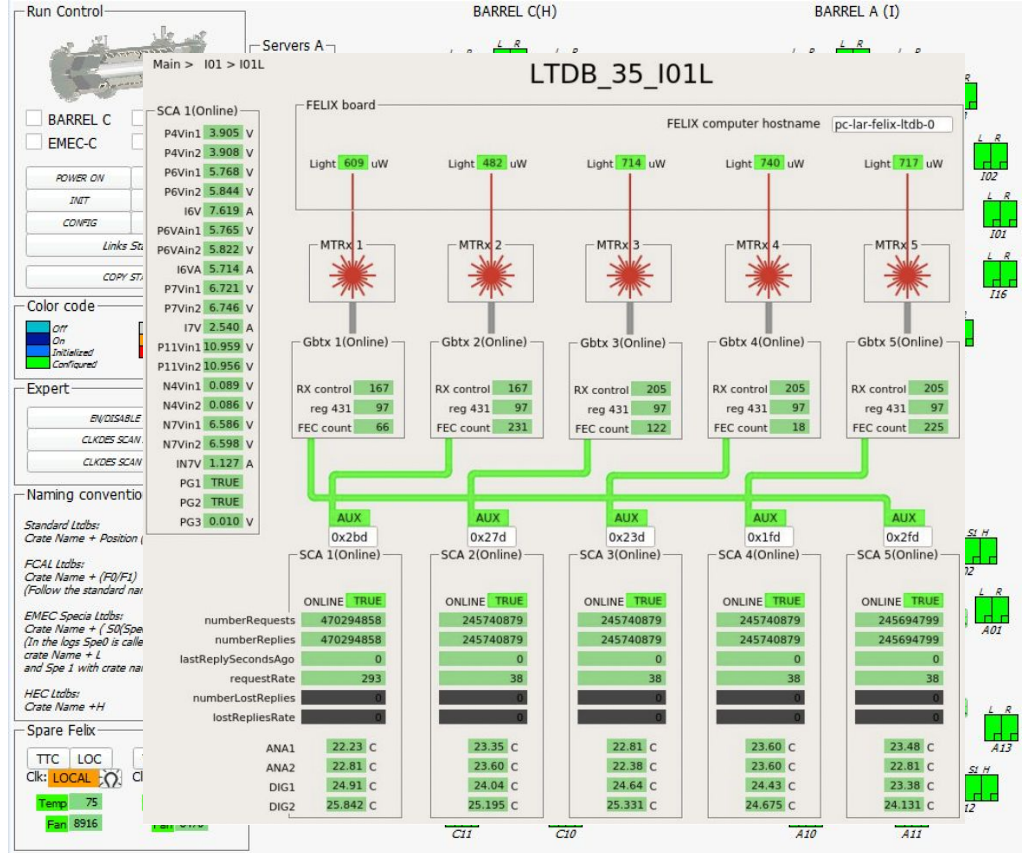 Run Control
BARREL C(H)
BARREL A (I)
Servers A
L R
L R
Main > I01 > I01L
LTDB_35_I01L
BARREL C
EMEC-C
POWER ON
INIT
CONFIG
Links Sta
COPY STA
Color code
Off
On
Initialized
Configured
Expert
EN/DISABLE
CLKDES SCAN
CLKDES SCAN
Naming conventio
Standard Ltdbs:
Crate Name + Position (
FCAL Ltdbs:
Crate Name + (F0/F1)
(Follow the standard nam
EMEC Specia Ltdbs:
Crate Name + ( S0(Spe
(In the logs Spe0 is calle
crate Name + L
and Spe 1 with crate na
HEC Ltdbs:
Crate Name +H
Spare Felix
TTC LOC
Clk: LOCAL
Temp 75
Fan 8916
SCA 1(Online)
P4Vin1 3.905 V
P4Vin2 3.908 V
P6Vin1 5.768 V
P6Vin2 5.844 V
I6V 7.619 A
P6VAin1 5.765 V
P6VAin2 5.822 V
I6VA 5.714 A
P7Vin1 6.721 V
P7Vin2 6.746 V
I7V 2.540 A
P11Vin1 10.959 V
P11Vin2 10.956 V
N4Vin1 0.089 V
N4Vin2 0.086 V
N7Vin1 6.586 V
N7Vin2 6.598 V
IN7V 1.127 A
PG1 TRUE
PG2 TRUE
PG3 0.010 V
FELIX board
FELIX computer hostname pc-lar-felix-ltdb-0
Light 609 uW Light 482 uW Light 714 uW Light 740 uW Light 717 uW
MTRx 1 MTRx 2 MTRx 3 MTRx 4 MTRx 5
Gbtx 1(Online) Gbtx 2(Online) Gbtx 3(Online) Gbtx 4(Online) Gbtx 5(Online)
RX control 167 RX control 167 RX control 205 RX control 205 RX control 205
reg 431 97 reg 431 97 reg 431 97 reg 431 97 reg 431 97
FEC count 66 FEC count 231 FEC count 122 FEC count 18 FEC count 225
AUX AUX AUX AUX AUX
0x2bd 0x27d 0x23d 0x1fd 0x2fd
SCA 1(Online) SCA 2(Online) SCA 3(Online) SCA 4(Online) SCA 5(Online)
ONLINE TRUE ONLINE TRUE ONLINE TRUE ONLINE TRUE ONLINE TRUE
numberRequests 470294858 245740879 245740879 245740879 245694799
numberReplies 470294858 245740879 245740879 245740879 245694799
lastReplySecondsAgo 0 0 0 0 0
requestRate 293 38 38 38 38
numberLostReplies 0 0 0 0 0
lostRepliesRate 0 0 0 0 0
ANA1 22.23 C 23.35 C 22.81 C 23.60 C 23.48 C
ANA2 22.81 C 23.60 C 22.38 C 23.60 C 22.81 C
DIG1 24.91 C 24.04 C 24.64 C 24.43 C 23.38 C
DIG2 25.842 C 25.195 C 25.331 C 24.675 C 24.131 C
L R
I02
L R
I01
L R
I16
S1 H
L R
A01
L R
A13
S1 H
C11 C10 A10 A11